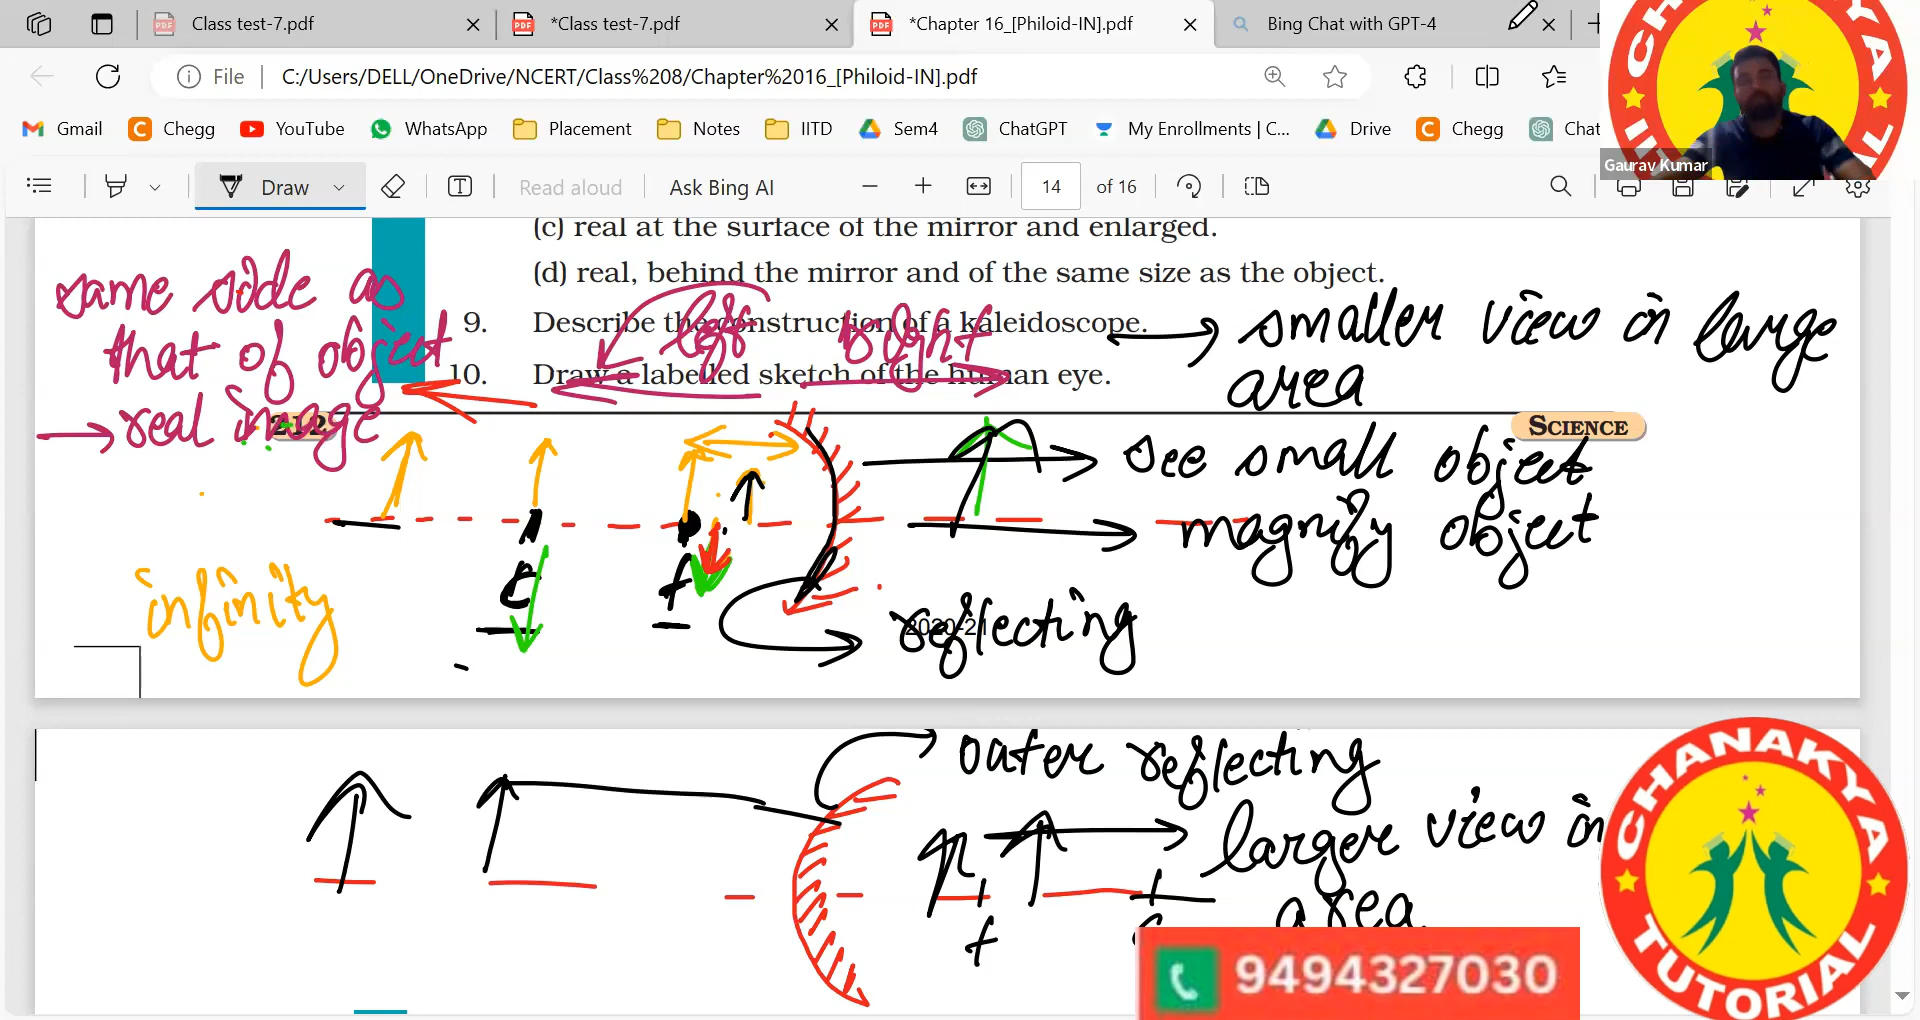 Class test-7.pdf
*Class test-7.pdf
*Chapter 16_[Philoid-IN].pdf
Bing Chat with GPT-4
File
C:/Users/DELL/OneDrive/NCERT/Class%208/Chapter%2016_[Philoid-IN].pdf
Gmail
Chegg
YouTube
WhatsApp
Placement
Notes
IITD
Sem4
ChatGPT
My Enrollments | C...
Drive
Chegg
Chat
Gaurav Kumar
Draw
Read aloud
Ask Bing AI
14
of 16
(c) real at the surface of the mirror and enlarged.
(d) real, behind the mirror and of the same size as the object.
9. Describe the construction of a kaleidoscope.
10. Draw a labelled sketch of the human eye.
same side as
that of object
real image
left
right
smaller view in large
area
212
SCIENCE
see small object
magnify object
C
f
infinity
reflecting
2020-21
outer reflecting
larger view in
area
f
9494327030
CHANAKYA
TUTORIAL